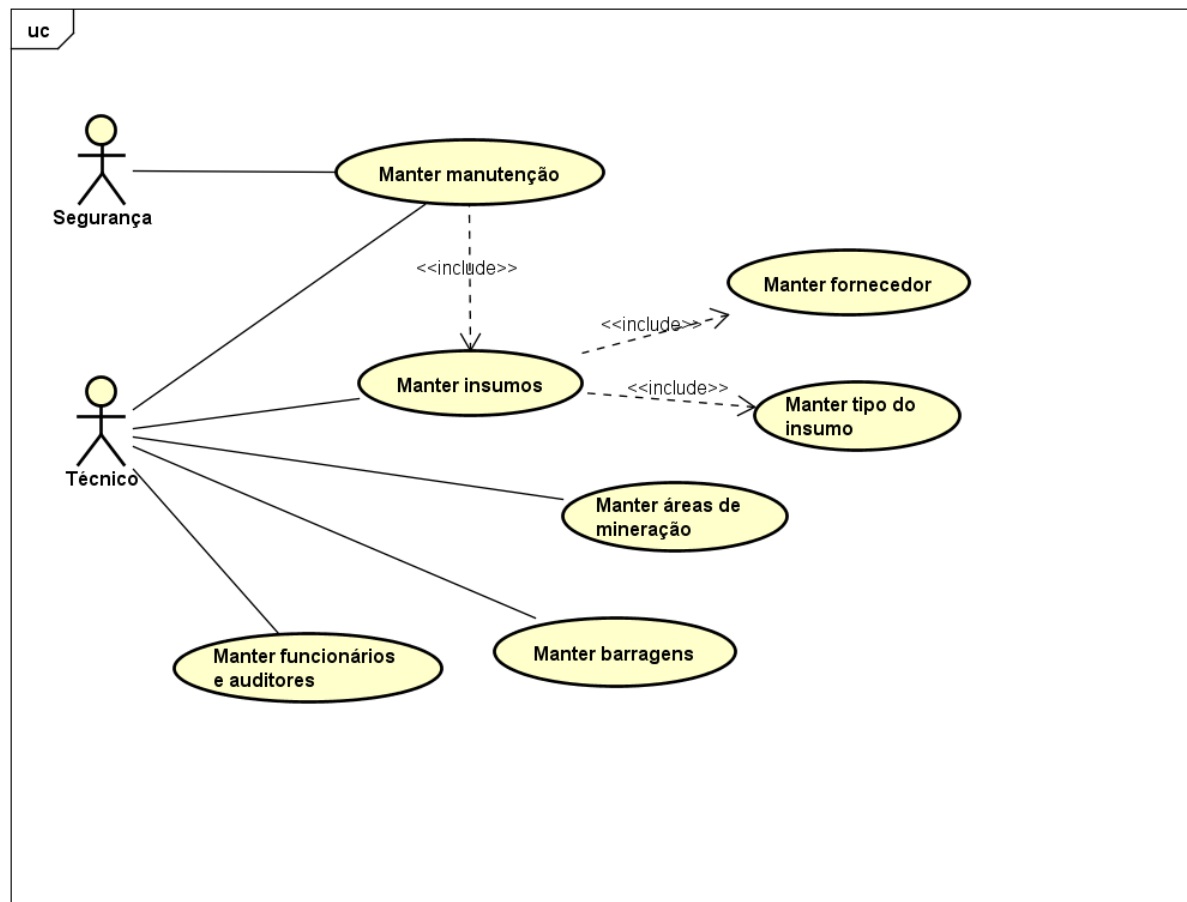 uc
Segurança
Manter manutenção
<<include>>
Manter fornecedor
<<include>>
Manter insumos
<<include>>
Manter tipo do
insumo
Técnico
Manter áreas de
mineração
Manter funcionários
e auditores
Manter barragens